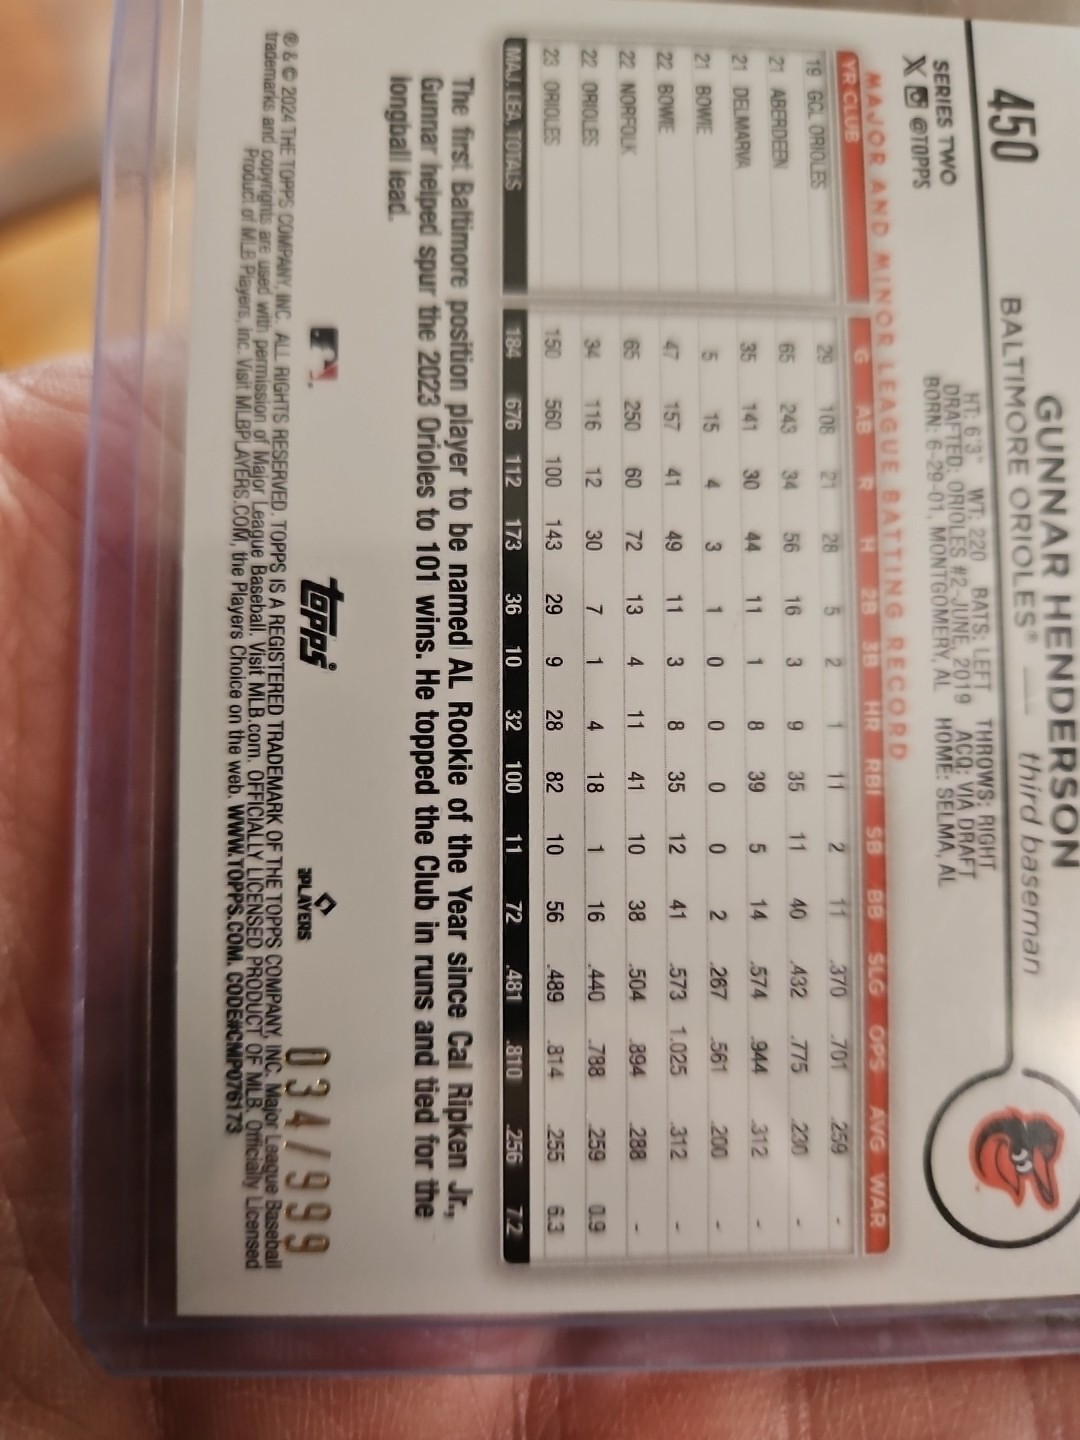 450
GUNNAR HENDERSON
BALTIMORE ORIOLES® — third baseman
SERIES TWO
X @TOPPS
HT: 6'3" WT: 220 BATS: LEFT THROWS: RIGHT
DRAFTED: ORIOLES #2-JUNE, 2019 ACQ: VIA DRAFT
BORN: 6-29-01, MONTGOMERY, AL HOME: SELMA, AL
MAJOR AND MINOR LEAGUE BATTING RECORD
YR CLUB G AB R H 2B 3B HR RBI SB BB SLG OPS AVG WAR
19 GCL ORIOLES 29 108 21 28 5 2 1 11 2 11 .370 .701 .259 -
21 ABERDEEN 65 243 34 56 16 3 9 35 11 40 .432 .775 .230 -
21 DELMARVA 35 141 30 44 11 1 8 39 5 14 .574 .944 .312 -
21 BOWIE 5 15 4 3 1 0 0 0 0 2 .267 .561 .200 -
22 BOWIE 47 157 41 49 11 3 8 35 12 41 .573 1.025 .312 -
22 NORFOLK 65 250 60 72 13 4 11 41 10 38 .504 .894 .288 -
22 ORIOLES 34 116 12 30 7 1 4 18 1 16 .440 .788 .259 0.9
23 ORIOLES 150 560 100 143 29 9 28 82 10 56 .489 .814 .255 6.3
MAJ. LEA. TOTALS 184 676 112 173 36 10 32 100 11 72 .481 .810 .256 7.2
The first Baltimore position player to be named AL Rookie of the Year since Cal Ripken Jr.,
Gunnar helped spur the 2023 Orioles to 101 wins. He topped the Club in runs and tied for the
longball lead.
topps
PLAYERS
034/999
® & © 2024 THE TOPPS COMPANY, INC. ALL RIGHTS RESERVED. TOPPS IS A REGISTERED TRADEMARK OF THE TOPPS COMPANY, INC. Major League Baseball
trademarks and copyrights are used with permission of Major League Baseball. Visit MLB.com. OFFICIALLY LICENSED PRODUCT OF MLB. Officially Licensed
Product of MLB Players, Inc. Visit MLBPLAYERS.COM, the Players Choice on the web. WWW.TOPPS.COM. CODE#CMP076173